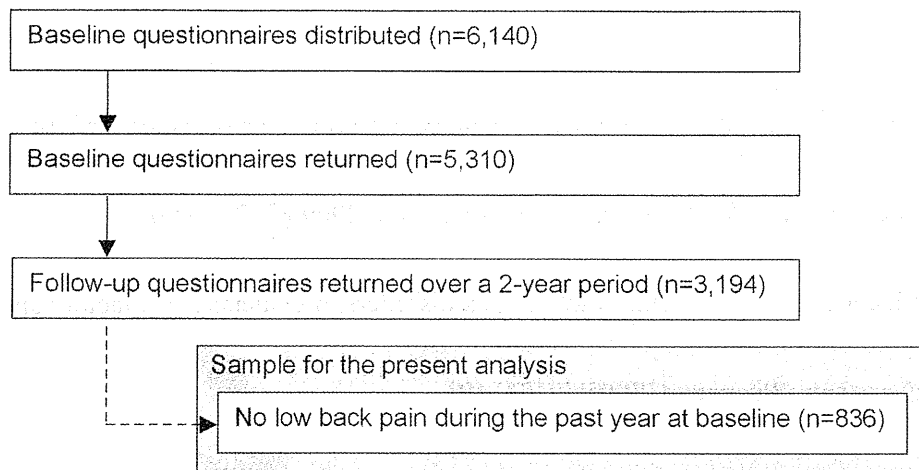 Baseline questionnaires distributed (n=6,140)
Baseline questionnaires returned (n=5,310)
Follow-up questionnaires returned over a 2-year period (n=3,194)
Sample for the present analysis
No low back pain during the past year at baseline (n=836)